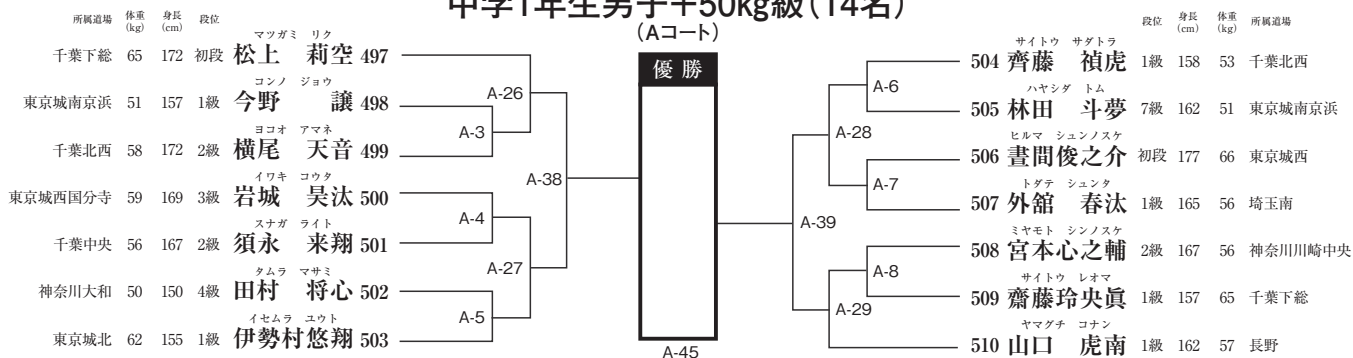 中学1年生男子+50kg級（14名）
（Aコート）
優勝
所属道場 体重(kg) 身長(cm) 段位
マツガミ リク
千葉下総 65 172 初段 松上 莉空 497
コンノ ジョウ
東京城南京浜 51 157 1級 今野 譲 498
ヨコオ アマネ
千葉北西 58 172 2級 横尾 天音 499
イワキ コウタ
東京城西国分寺 59 169 3級 岩城 昊汰 500
スナガ ライト
千葉中央 56 167 2級 須永 来翔 501
タムラ マサミ
神奈川大和 50 150 4級 田村 将心 502
イセムラ ユウト
東京城北 62 155 1級 伊勢村悠翔 503
A-26
A-3
A-38
A-4
A-27
A-5
A-45
段位 身長(cm) 体重(kg) 所属道場
サイトウ サダトラ
504 齊藤 禎虎 1級 158 53 千葉北西
ハヤシダ トム
505 林田 斗夢 7級 162 51 東京城南京浜
ヒルマ シュンノスケ
506 晝間俊之介 初段 177 66 東京城西
トダテ シュンタ
507 外舘 春汰 1級 165 56 埼玉南
ミヤモト シンノスケ
508 宮本心之輔 2級 167 56 神奈川川崎中央
サイトウ レオマ
509 齋藤玲央眞 1級 157 65 千葉下総
ヤマグチ コナン
510 山口 虎南 1級 162 57 長野
A-6
A-28
A-7
A-39
A-8
A-29